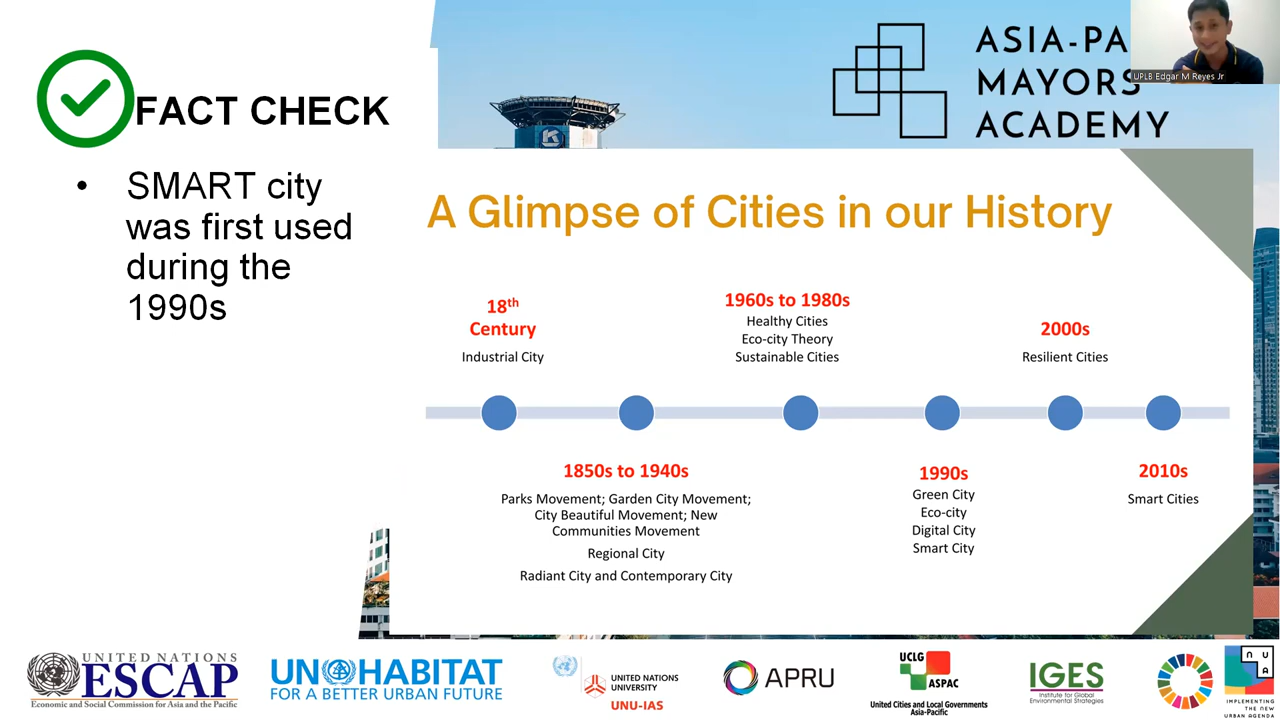 FACT CHECK
• SMART city
was first used
during the
1990s
ASIA-PA
MAYORS
ACADEMY
UPLB Edgar M Reyes Jr
A Glimpse of Cities in our History
18th
Century
Industrial City
1960s to 1980s
Healthy Cities
Eco-city Theory
Sustainable Cities
2000s
Resilient Cities
1850s to 1940s
Parks Movement; Garden City Movement;
City Beautiful Movement; New
Communities Movement
Regional City
Radiant City and Contemporary City
1990s
Green City
Eco-city
Digital City
Smart City
2010s
Smart Cities
UNITED NATIONS
ESCAP
Economic and Social Commission for Asia and the Pacific
UN HABITAT
FOR A BETTER URBAN FUTURE
UNITED NATIONS
UNIVERSITY
UNU-IAS
APRU
UCLG
ASPAC
United Cities and Local Governments
Asia-Pacific
IGES
Institute for Global
Environmental Strategies
N U
A
IMPLEMENTING
THE NEW
URBAN AGENDA